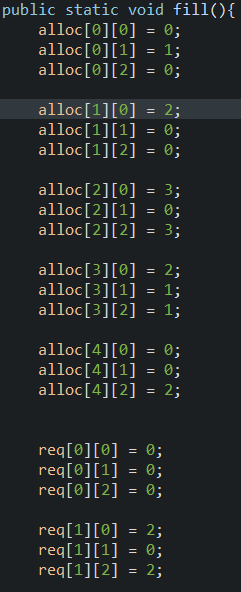 public static void fill(){
alloc[0][0] = 0;
alloc[0][1] = 1;
alloc[0][2] = 0;
alloc[1][0] = 2;
alloc[1][1] = 0;
alloc[1][2] = 0;
alloc[2][0] = 3;
alloc[2][1] = 0;
alloc[2][2] = 3;
alloc[3][0] = 2;
alloc[3][1] = 1;
alloc[3][2] = 1;
alloc[4][0] = 0;
alloc[4][1] = 0;
alloc[4][2] = 2;
req[0][0] = 0;
req[0][1] = 0;
req[0][2] = 0;
req[1][0] = 2;
req[1][1] = 0;
req[1][2] = 2;